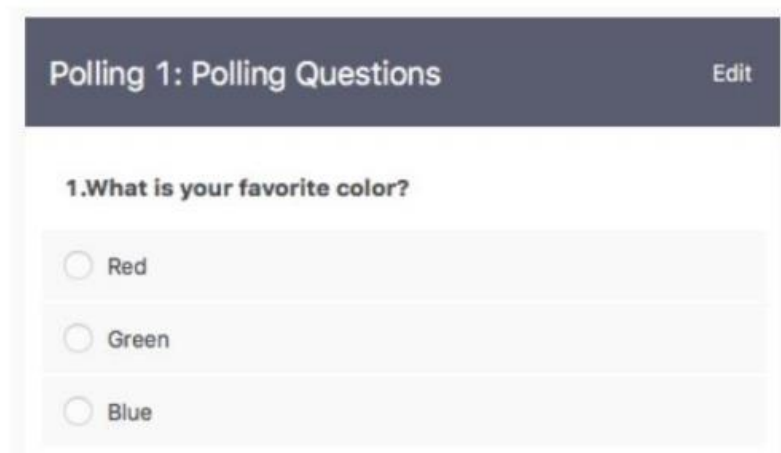 Polling 1: Polling Questions Edit
1.What is your favorite color?
Red
Green
Blue